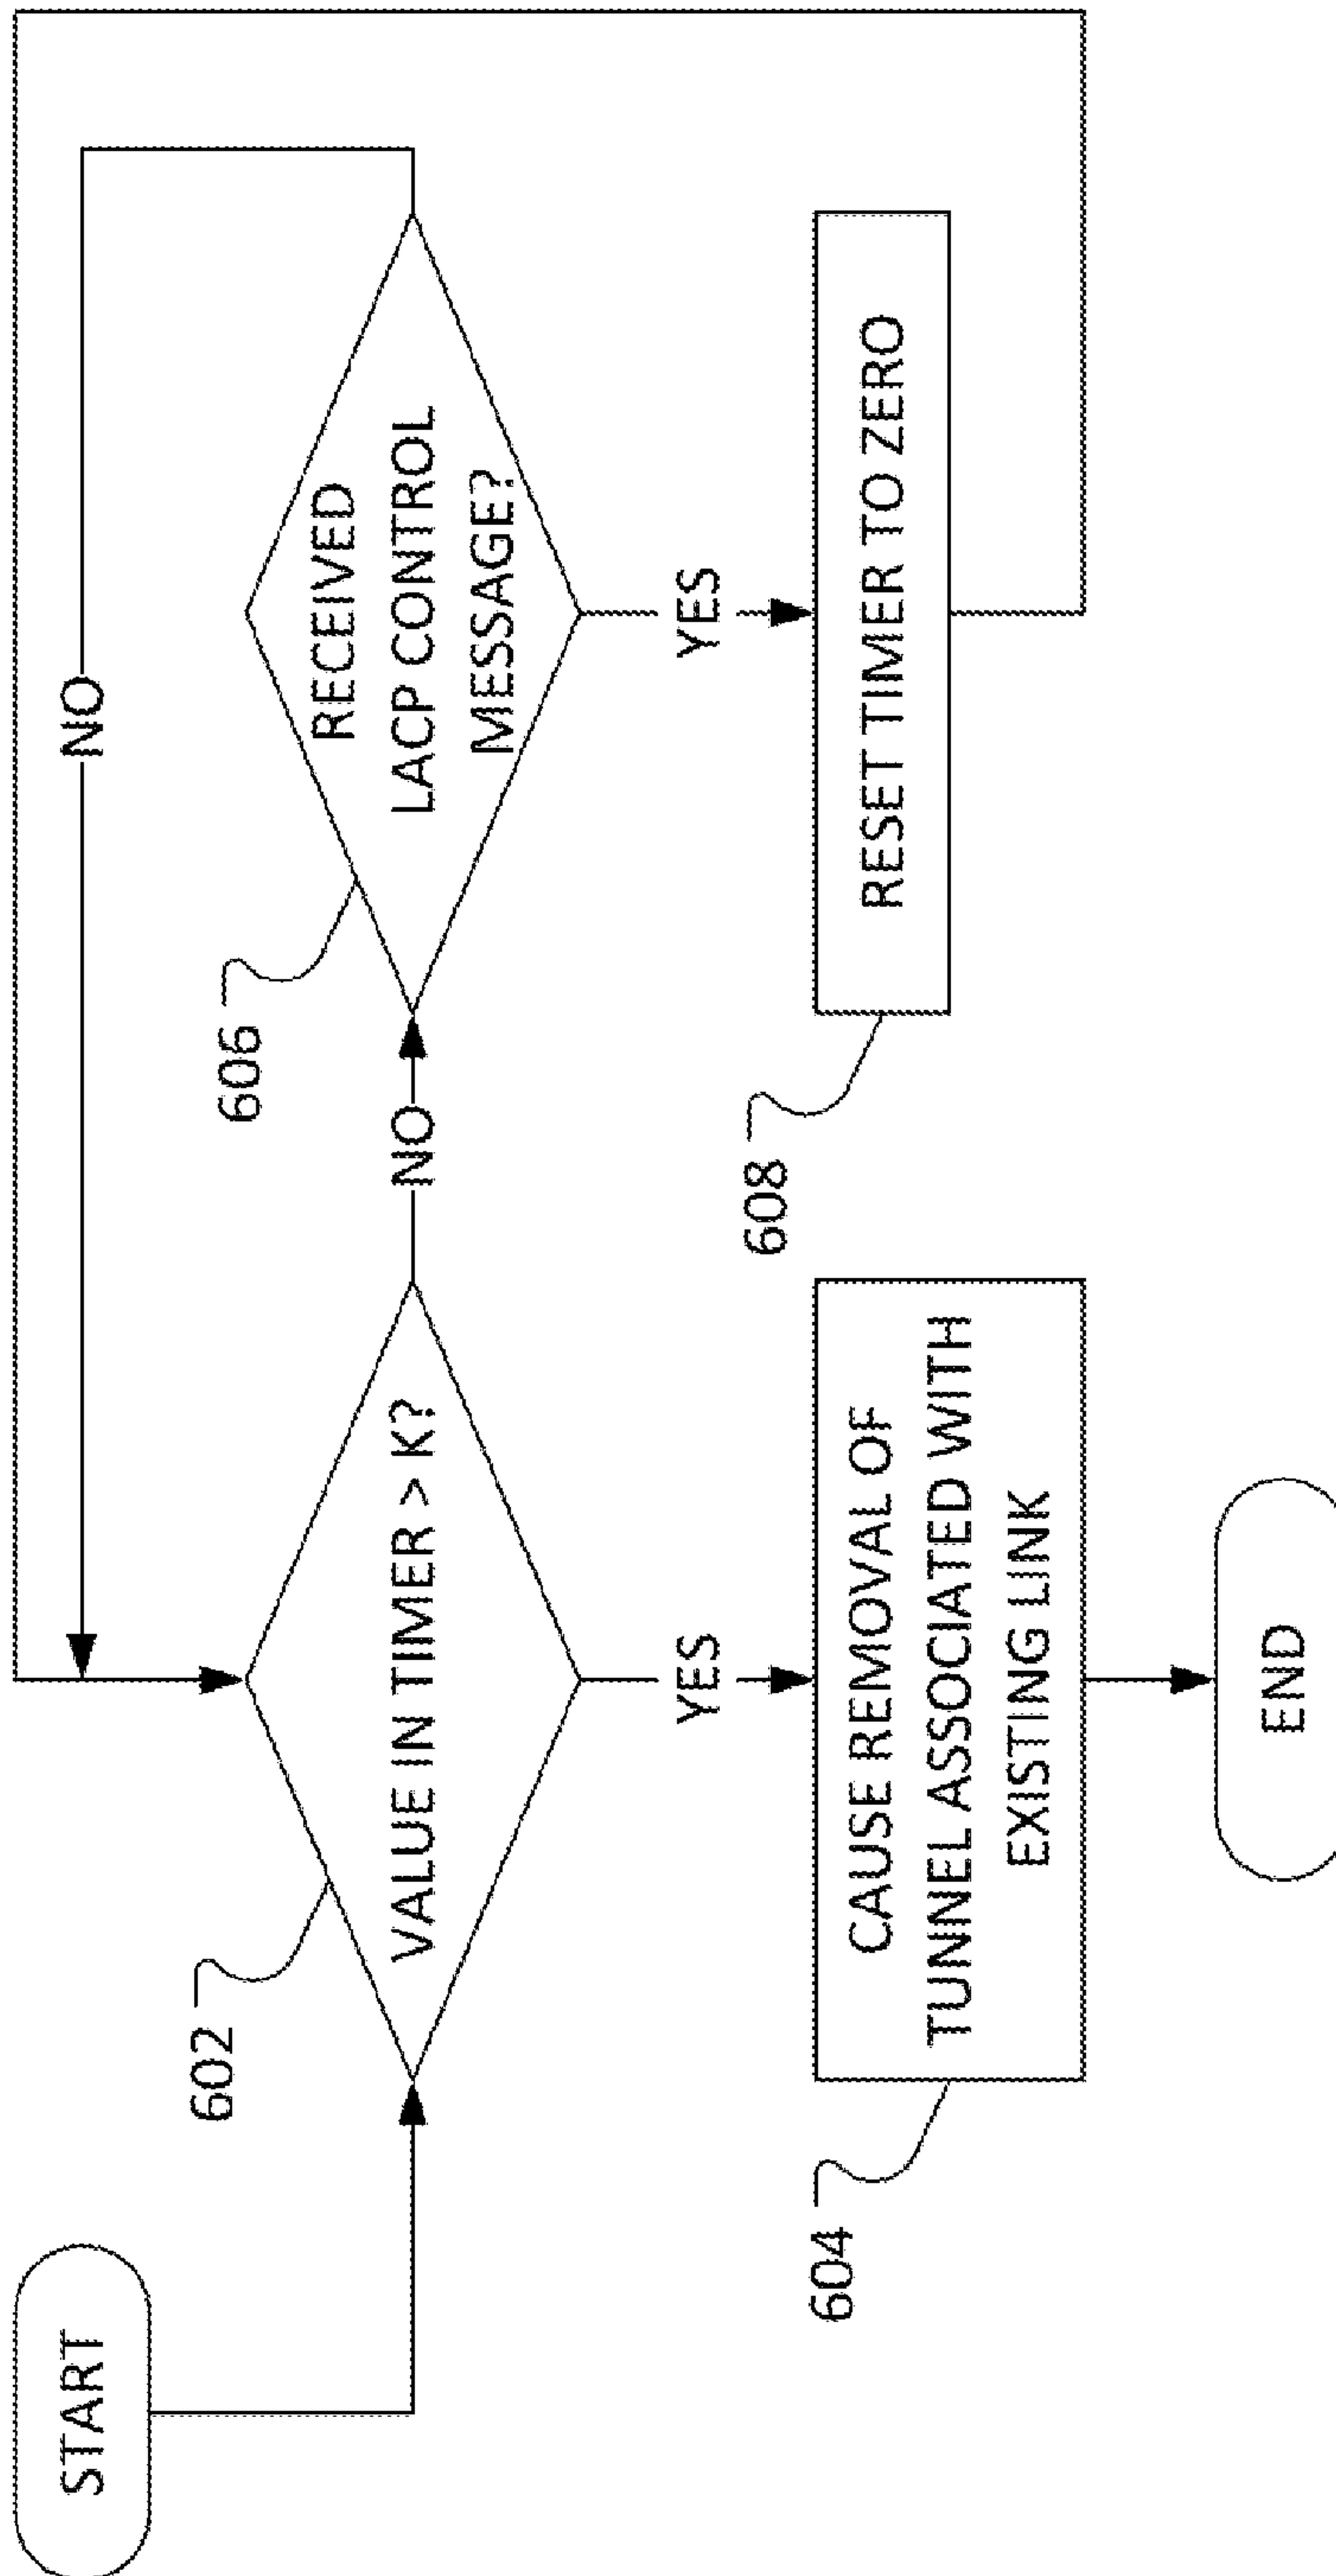 START
602
VALUE IN TIMER > K?
NO
606
RECEIVED
LACP CONTROL
MESSAGE?
NO
YES
YES
604
CAUSE REMOVAL OF
TUNNEL ASSOCIATED WITH
EXISTING LINK
608
RESET TIMER TO ZERO
END